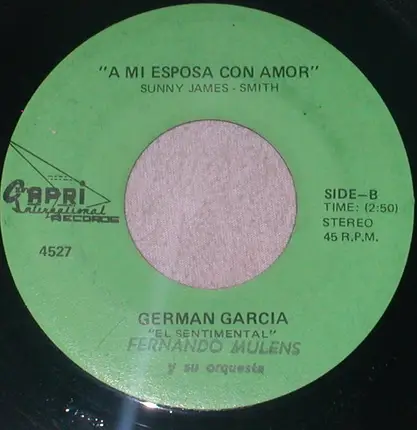 "A MI ESPOSA CON AMOR"
SUNNY JAMES - SMITH
CAPRI
International
RECORDS
4527
SIDE-B
TIME: (2:50)
STEREO
45 R.P.M.
GERMAN GARCIA
"EL SENTIMENTAL"
FERNANDO MULENS
y su orquesta